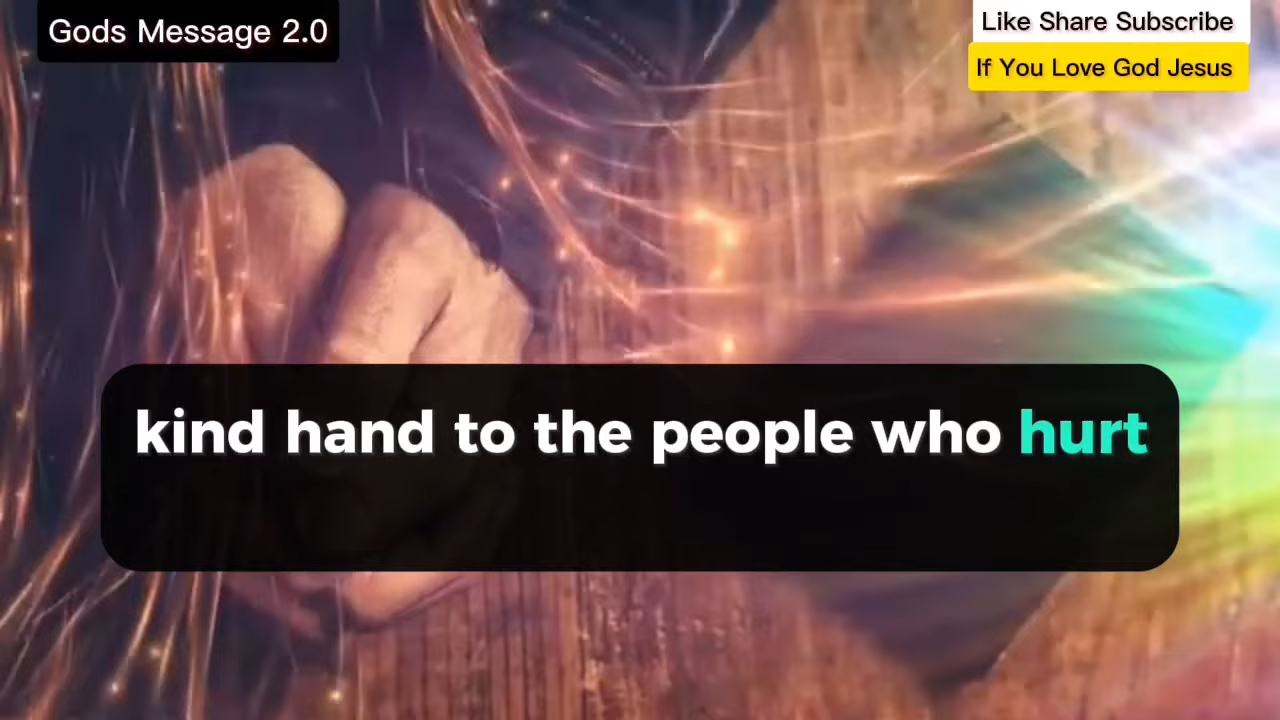 Gods Message 2.0
Like Share Subscribe
If You Love God Jesus
kind hand to the people who hurt